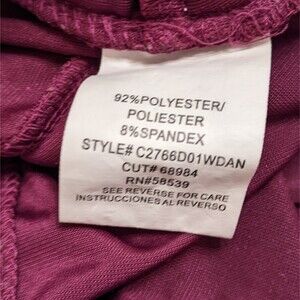 92%POLYESTER/
POLIESTER
8%SPANDEX
STYLE# C2766D01WDAN
CUT# 68984
RN#58539
SEE REVERSE FOR CARE
INSTRUCCIONES AL REVERSO